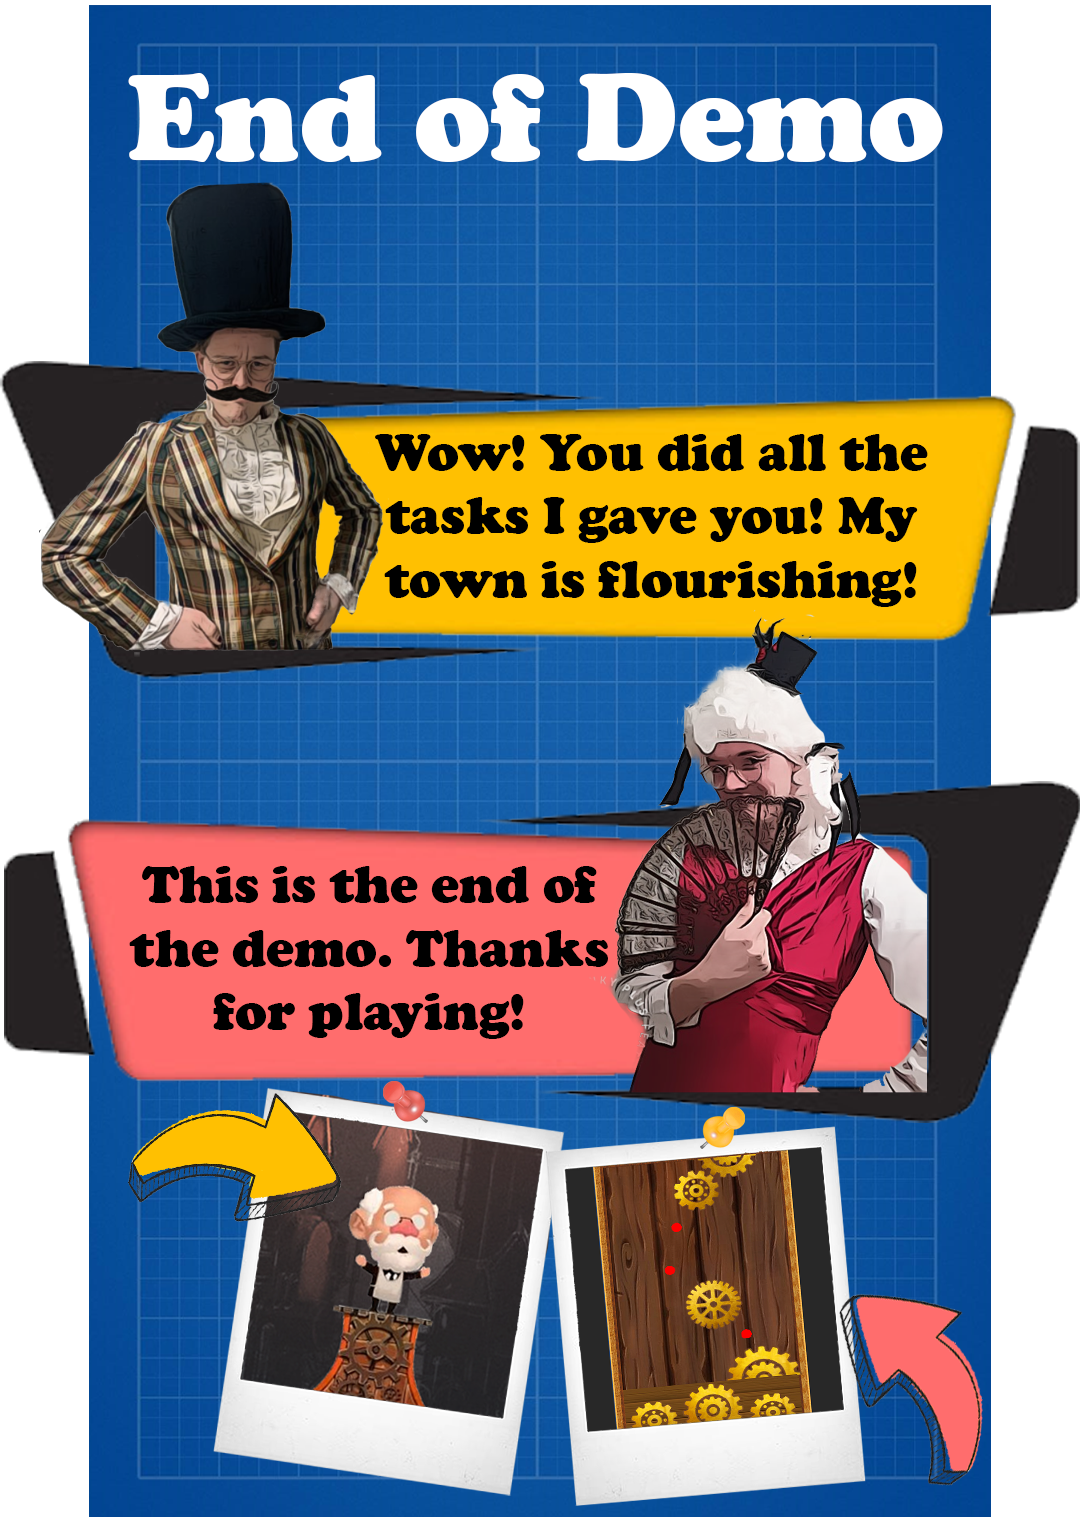 End of Demo
Wow! You did all the
tasks I gave you! My
town is flourishing!
This is the end of
the demo. Thanks
for playing!